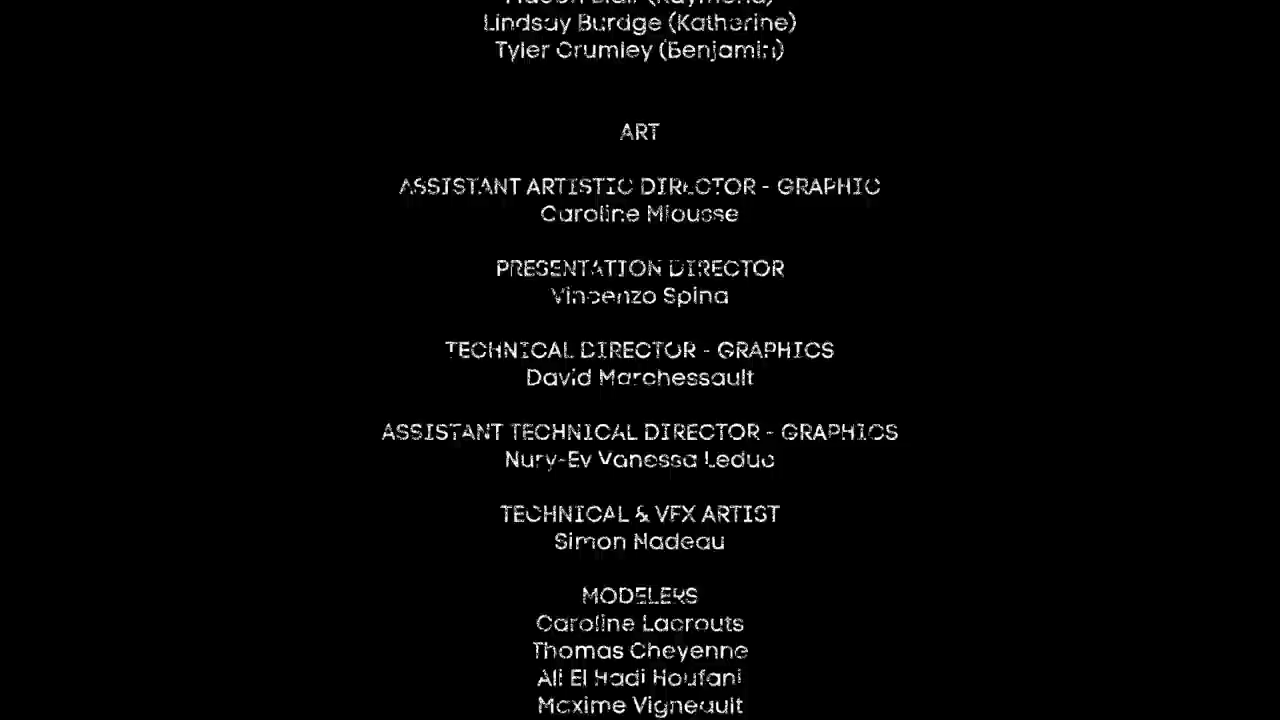 Lindsay Burdge (Katherine)
Tyler Crumley (Benjamin)
ART
ASSISTANT ARTISTIC DIRECTOR - GRAPHIC
Caroline Miousse
PRESENTATION DIRECTOR
Vincenzo Spina
TECHNICAL DIRECTOR - GRAPHICS
David Marchessault
ASSISTANT TECHNICAL DIRECTOR - GRAPHICS
Nury-Ev Vanessa Leduc
TECHNICAL & VFX ARTIST
Simon Nadeau
MODELERS
Caroline Lacrouts
Thomas Cheyenne
Ali El Hadi Houfani
Maxime Vigneault